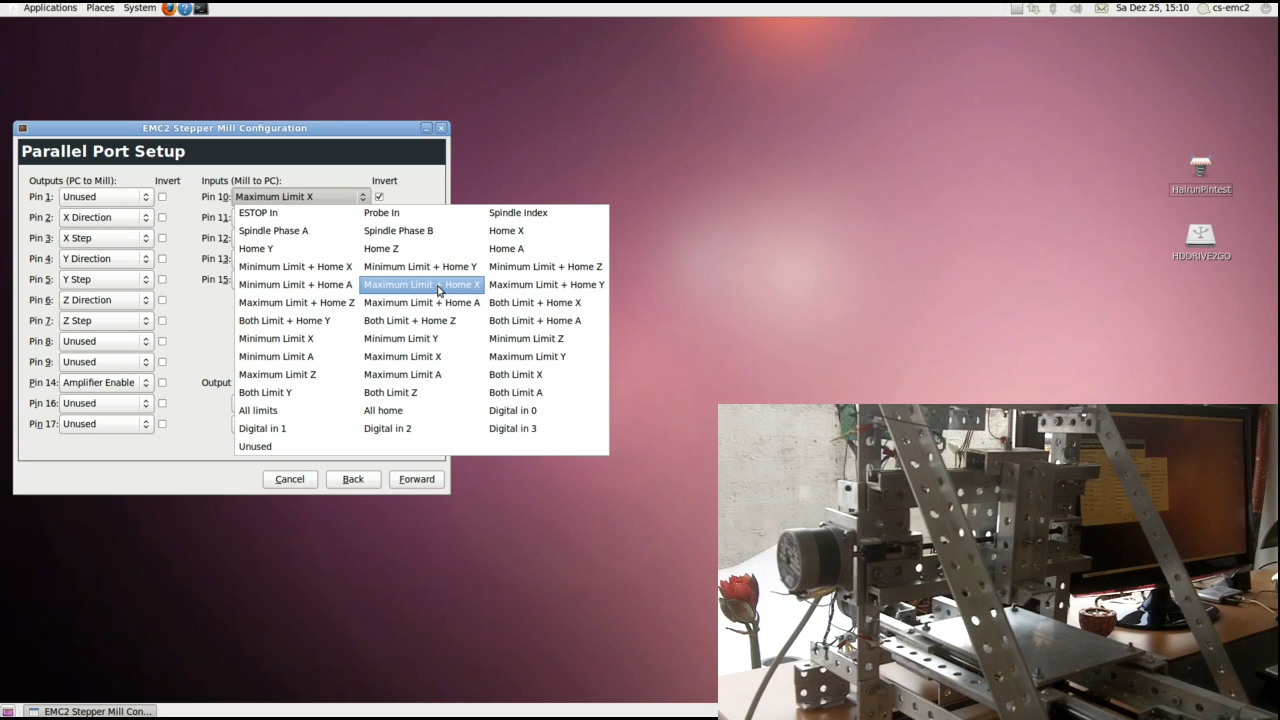 Applications Places System
Sa Dez 25, 15:10 cs-emc2
EMC2 Stepper Mill Configuration
Parallel Port Setup
Outputs (PC to Mill): Invert Inputs (Mill to PC): Invert
Pin 1: Unused Pin 10: Maximum Limit X
Pin 2: X Direction Pin 11:
Pin 3: X Step Pin 12:
Pin 4: Y Direction Pin 13:
Pin 5: Y Step Pin 15:
Pin 6: Z Direction
Pin 7: Z Step
Pin 8: Unused
Pin 9: Unused
Pin 14: Amplifier Enable Output
Pin 16: Unused
Pin 17: Unused
ESTOP In Probe In Spindle Index
Spindle Phase A Spindle Phase B Home X
Home Y Home Z Home A
Minimum Limit + Home X Minimum Limit + Home Y Minimum Limit + Home Z
Minimum Limit + Home A Maximum Limit + Home X Maximum Limit + Home Y
Maximum Limit + Home Z Maximum Limit + Home A Both Limit + Home X
Both Limit + Home Y Both Limit + Home Z Both Limit + Home A
Minimum Limit X Minimum Limit Y Minimum Limit Z
Minimum Limit A Maximum Limit X Maximum Limit Y
Maximum Limit Z Maximum Limit A Both Limit X
Both Limit Y Both Limit Z Both Limit A
All limits All home Digital in 0
Digital in 1 Digital in 2 Digital in 3
Unused
Cancel Back Forward
HalrunPintest
HDDRIVE2GO
EMC2 Stepper Mill Con...